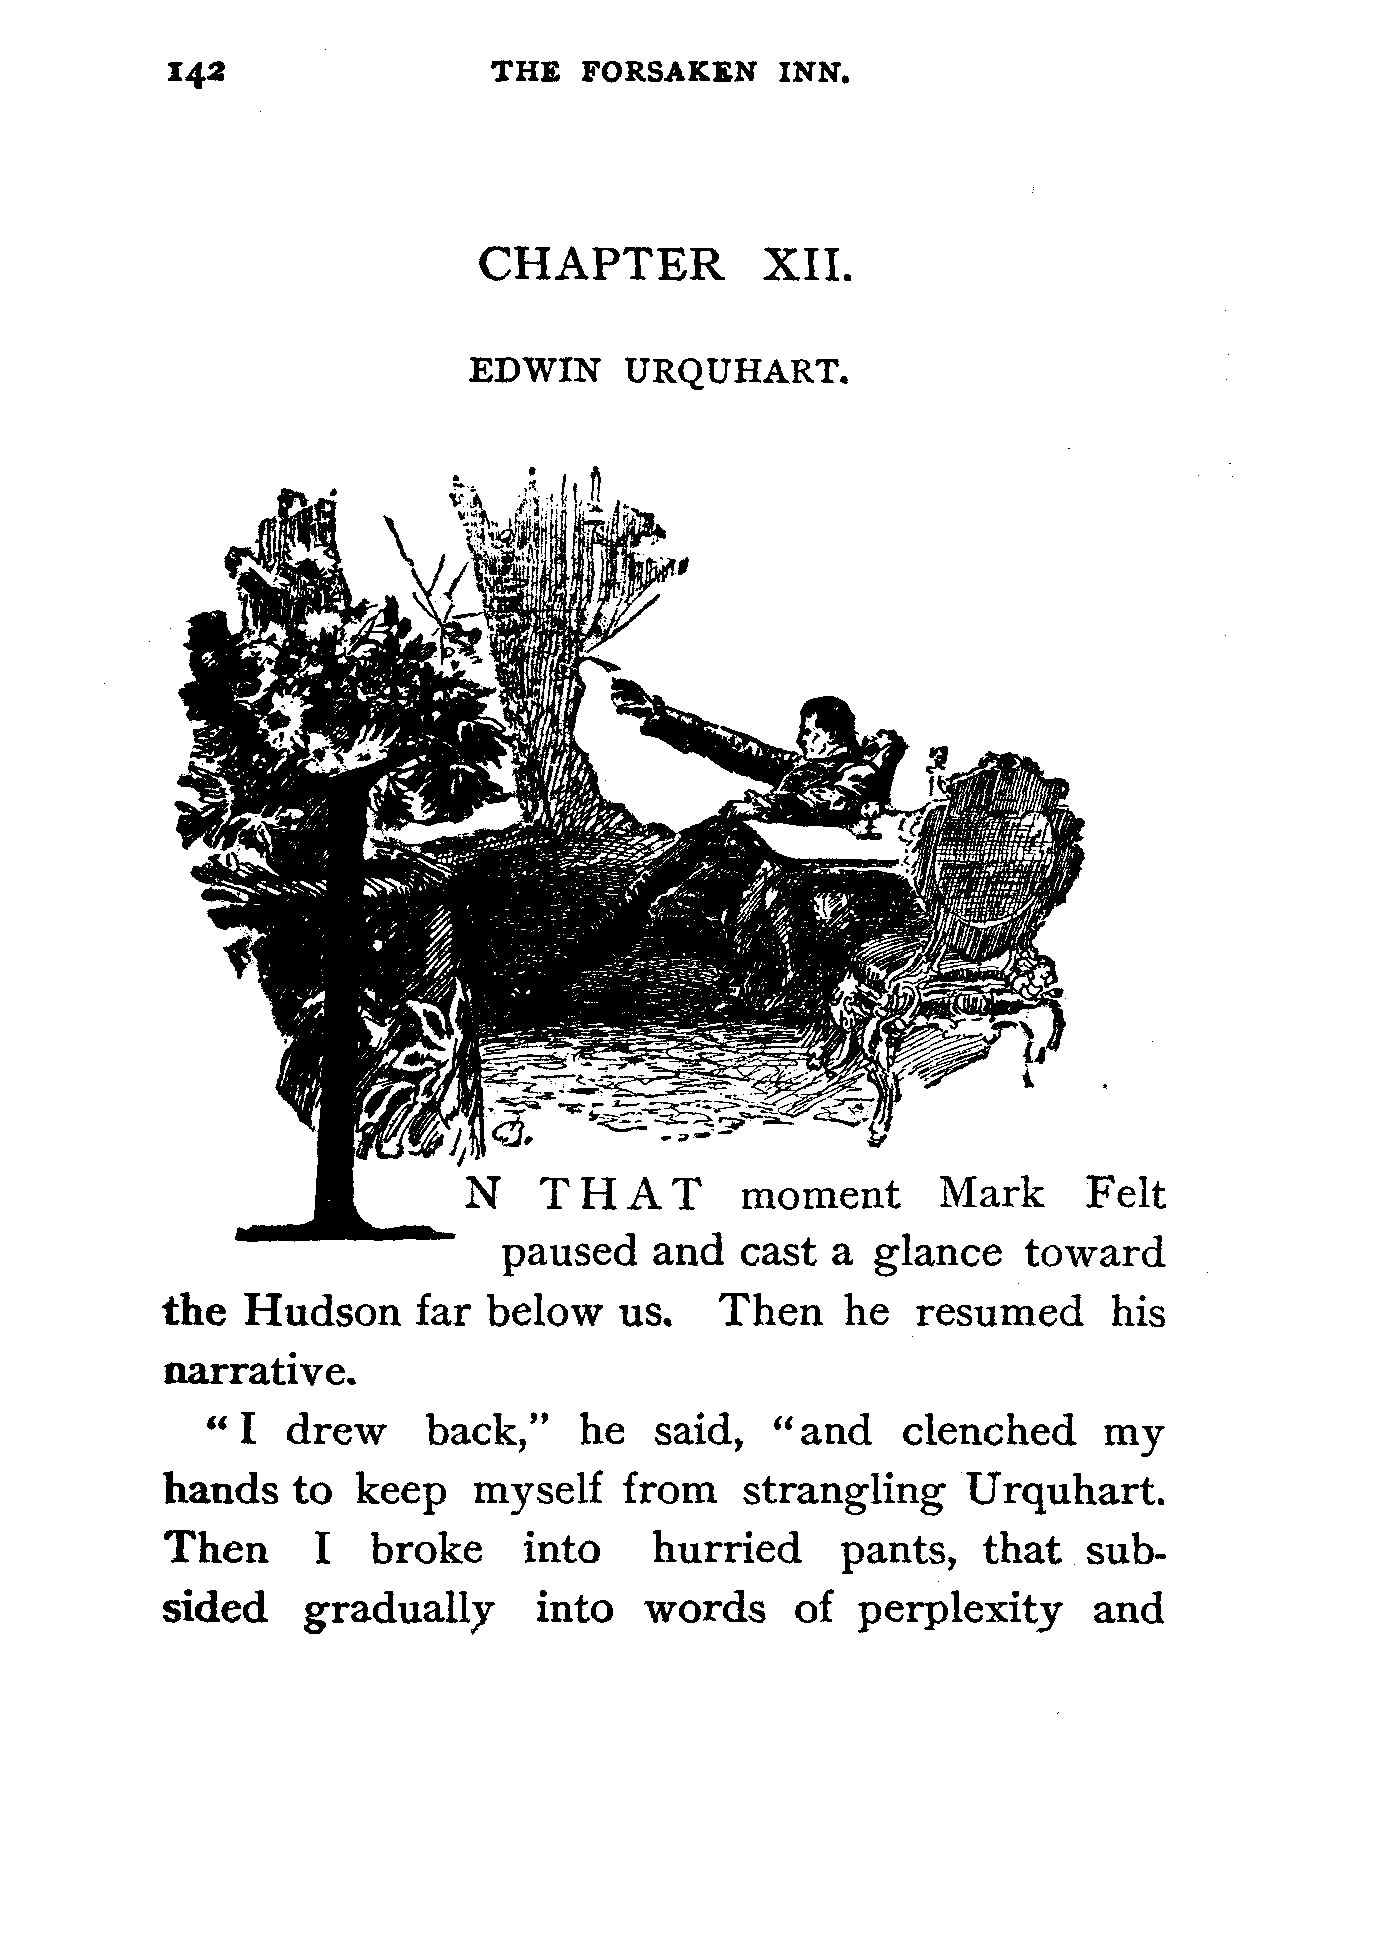 142 THE FORSAKEN INN.
CHAPTER XII.
EDWIN URQUHART.
IN THAT moment Mark Felt
paused and cast a glance toward
the Hudson far below us. Then he resumed his
narrative.
“I drew back,” he said, “and clenched my
hands to keep myself from strangling Urquhart.
Then I broke into hurried pants, that sub-
sided gradually into words of perplexity and